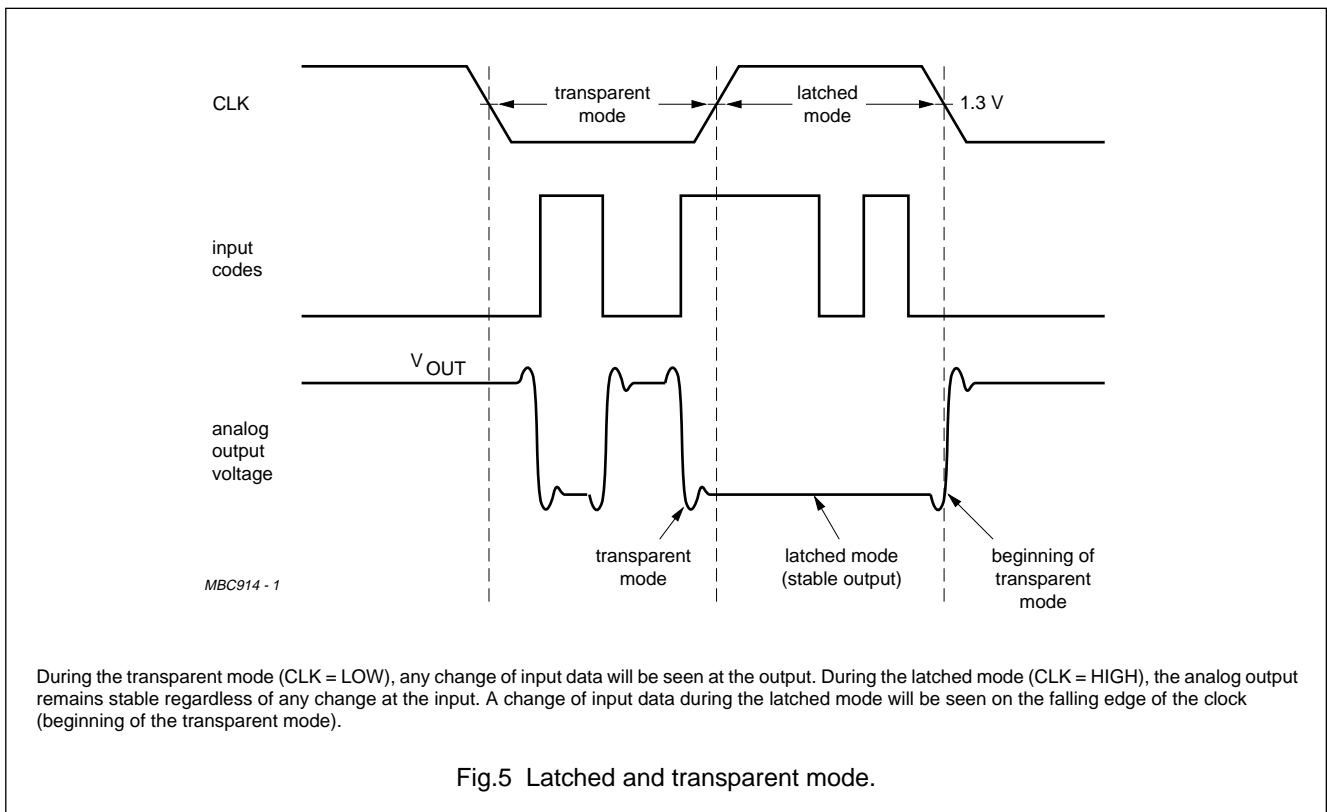 CLK
transparent
mode
latched
mode
1.3 V
input
codes
V OUT
analog
output
voltage
transparent
mode
latched mode
(stable output)
beginning of
transparent
mode
MBC914 - 1
During the transparent mode (CLK = LOW), any change of input data will be seen at the output. During the latched mode (CLK = HIGH), the analog output
remains stable regardless of any change at the input. A change of input data during the latched mode will be seen on the falling edge of the clock
(beginning of the transparent mode).
Fig.5 Latched and transparent mode.